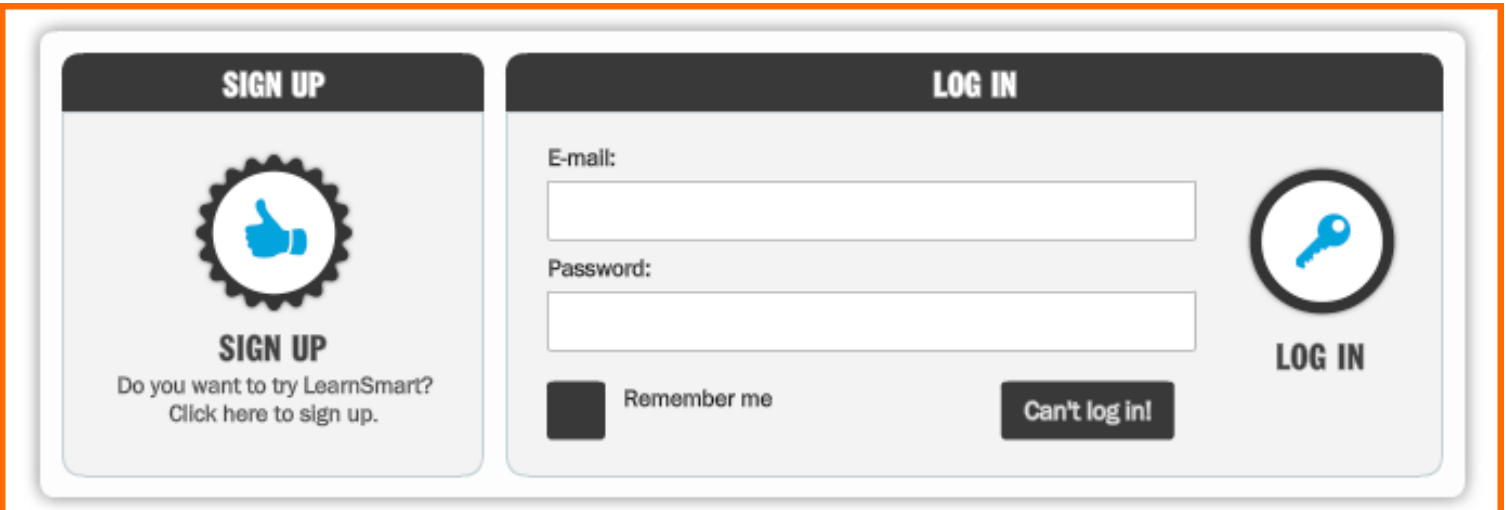 SIGN UP
SIGN UP
Do you want to try LearnSmart?
Click here to sign up.
LOG IN
E-mail:
Password:
Remember me
Can't log in!
LOG IN